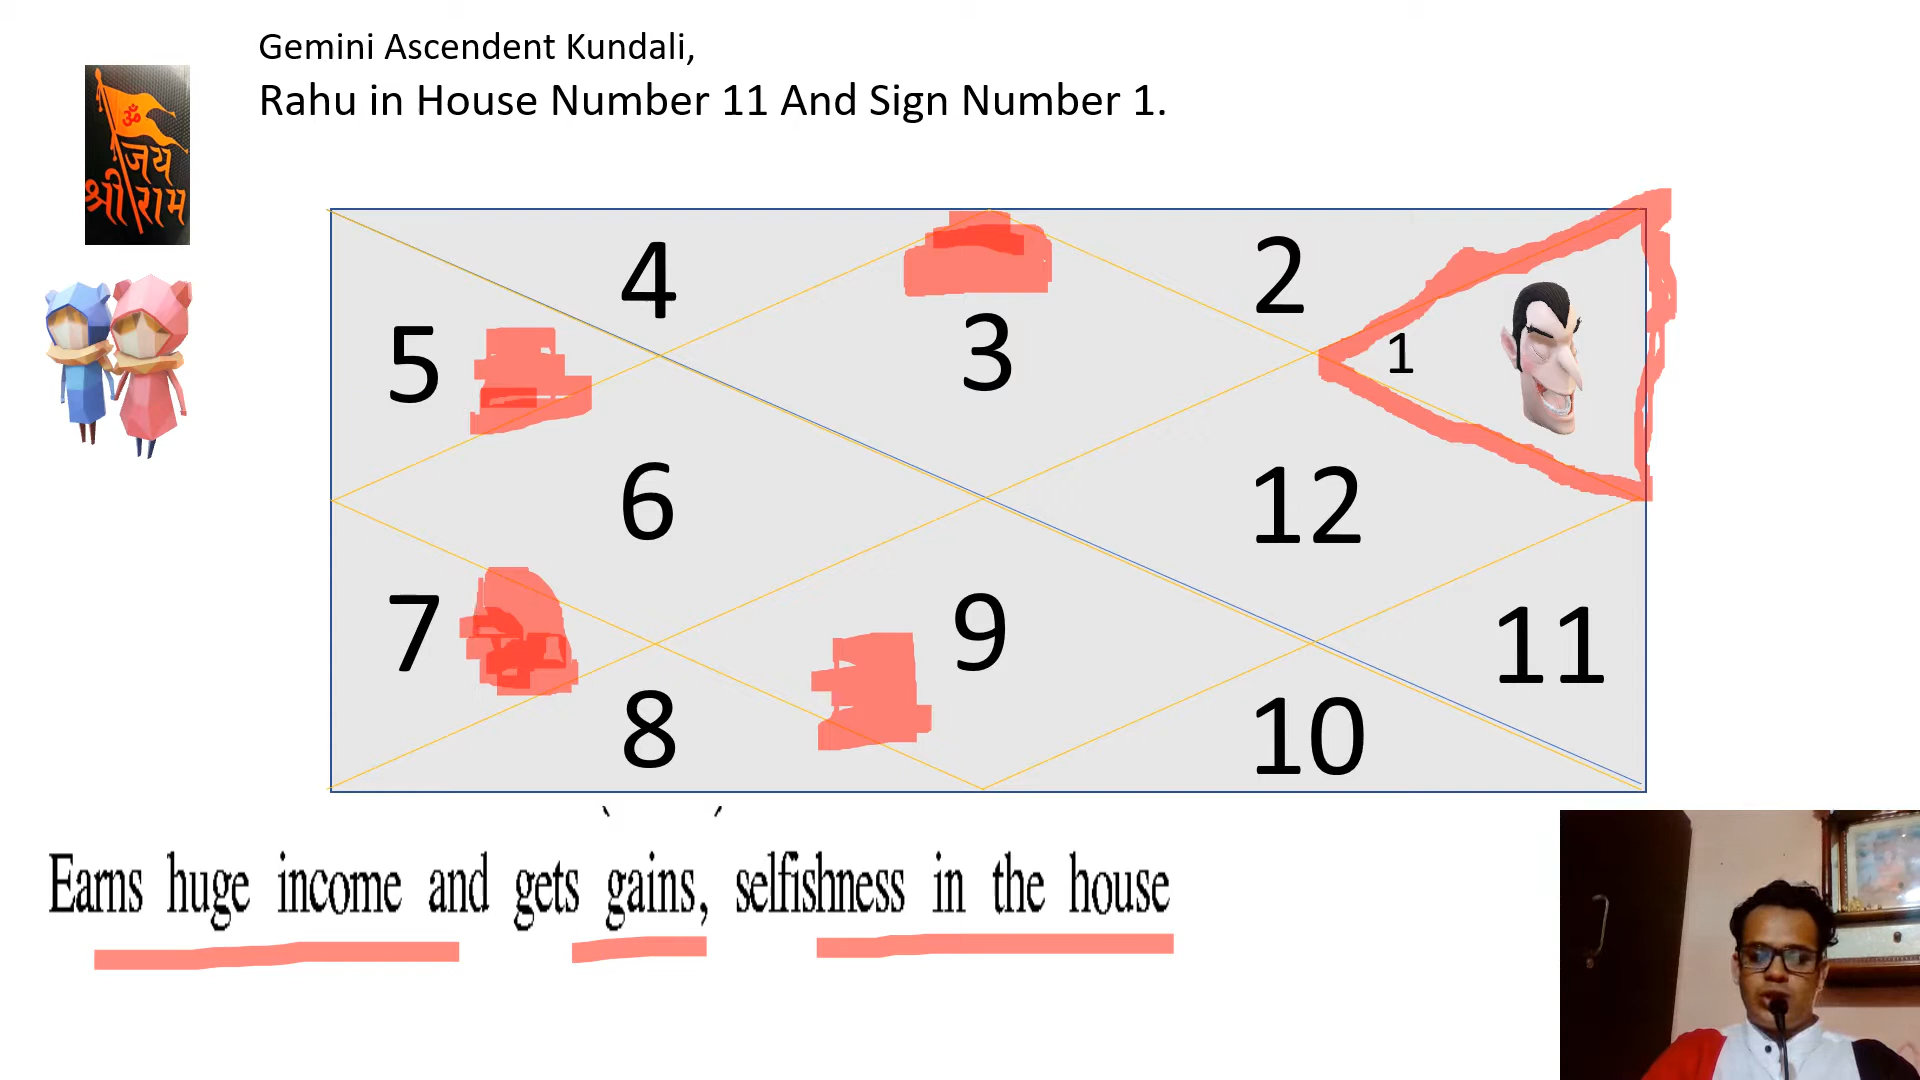 Gemini Ascendent Kundali,
Rahu in House Number 11 And Sign Number 1.
ॐ
जय
श्री राम
4
2
5
3
1
6
12
7
9
11
8
10
Earns huge income and gets gains, selfishness in the house